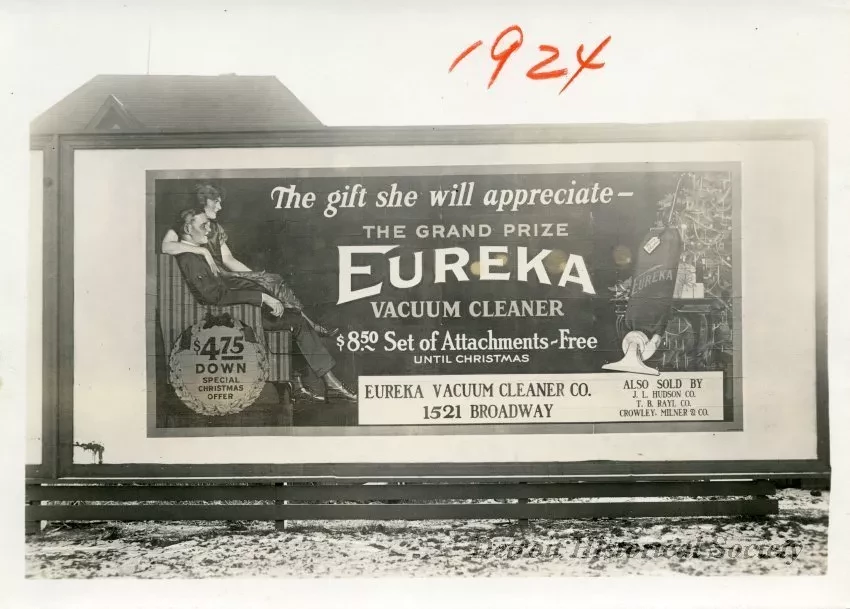 1924
The gift she will appreciate—
THE GRAND PRIZE
EUREKA
VACUUM CLEANER
$8.50 Set of Attachments-Free
UNTIL CHRISTMAS
$4.75
DOWN
SPECIAL
CHRISTMAS
OFFER
EUREKA
EUREKA VACUUM CLEANER CO.
1521 BROADWAY
ALSO SOLD BY
J. L. HUDSON CO.
T. B. RAYL CO.
CROWLEY, MILNER & CO.
Detroit Historical Society